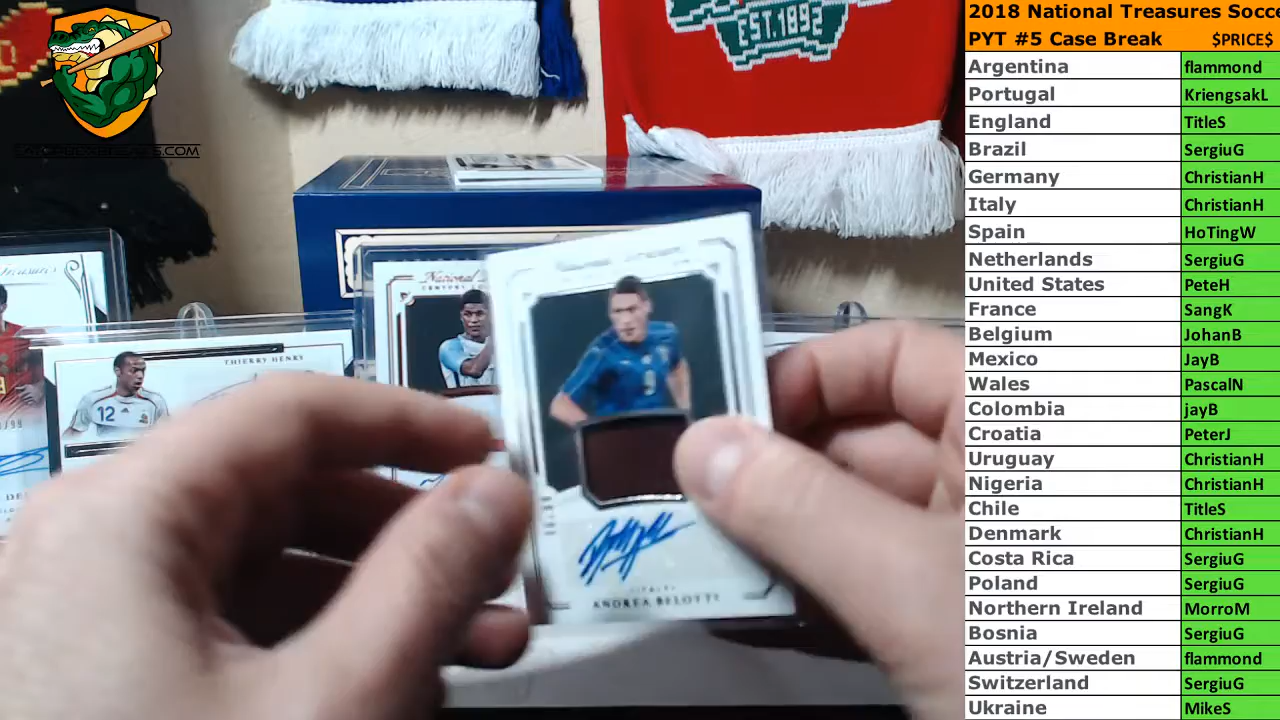 EST.1892
THIERRY HENRY
12
9
ANDREA BELOTTI
2018 National Treasures Socce
PYT #5 Case Break $PRICE$
Argentina flammond
Portugal KriengsakL
England TitleS
Brazil SergiuG
Germany ChristianH
Italy ChristianH
Spain HoTingW
Netherlands SergiuG
United States PeteH
France SangK
Belgium JohanB
Mexico JayB
Wales PascalN
Colombia jayB
Croatia PeterJ
Uruguay ChristianH
Nigeria ChristianH
Chile TitleS
Denmark ChristianH
Costa Rica SergiuG
Poland SergiuG
Northern Ireland MorroM
Bosnia SergiuG
Austria/Sweden flammond
Switzerland SergiuG
Ukraine MikeS